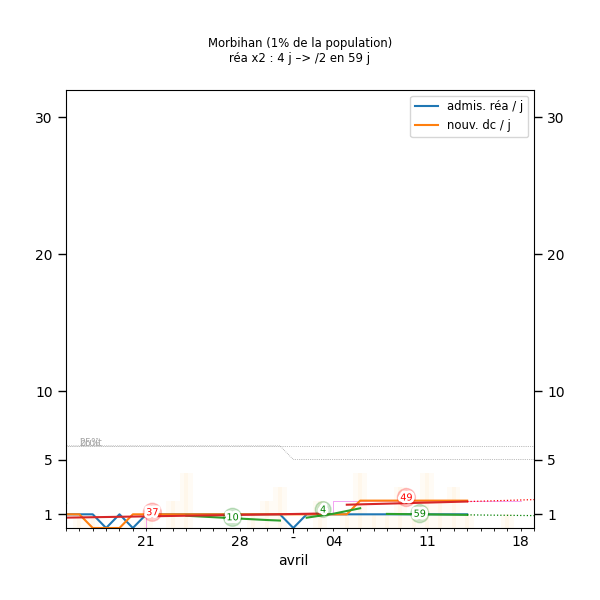 Morbihan (1% de la population)
réa x2 : 4 j –> /2 en 59 j
admis. réa / j
nouv. dc / j
30 30
20 20
10 10
5 5
1 1
37
10
4
49
59
21 28 - 04 11 18
avril